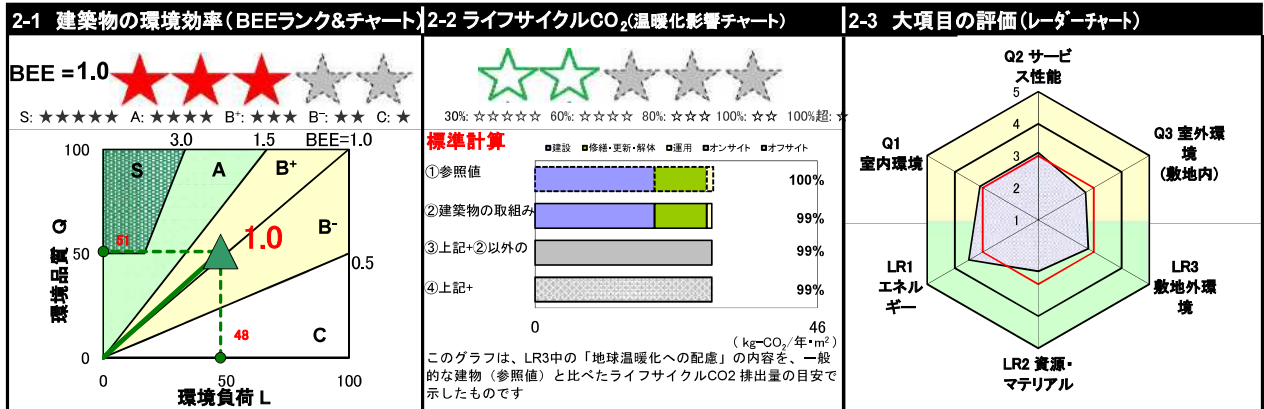 2-1 建築物の環境効率(BEEランク&チャート)
BEE =1.0
S: ★★★★★ A: ★★★★ B⁺: ★★★ B⁻: ★★ C: ★
3.0 1.5 BEE=1.0
100
S
A
B⁺
B⁻
51
1.0
50
0.5
48
C
0
0 50 100
環境品質 Q
環境負荷 L
2-2 ライフサイクルCO₂(温暖化影響チャート)
30%: ☆☆☆☆☆ 60%: ☆☆☆☆ 80%: ☆☆☆ 100%: ☆☆ 100%超: ☆
標準計算
■建設 ■修繕・更新・解体 ■運用 ■オンサイト ■オフサイト
①参照値 100%
②建築物の取組み 99%
③上記+②以外の 99%
④上記+ 99%
0 46
( kg-CO₂/年・m²)
このグラフは、LR3中の「地球温暖化への配慮」の内容を、一般
的な建物(参照値)と比べたライフサイクルCO2 排出量の目安で
示したものです
2-3 大項目の評価(レーダーチャート)
Q2 サービ
ス性能
5
4
3
2
1
Q1
室内環境
Q3 室外環
境
(敷地内)
LR1
エネル
ギー
LR3
敷地外環
境
LR2 資源・
マテリアル